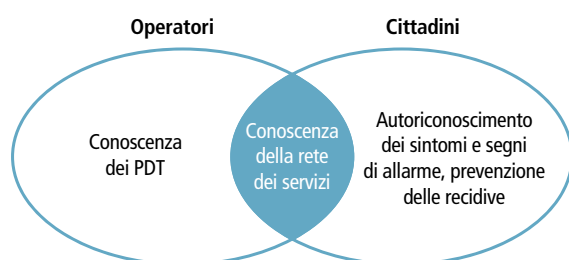 Operatori
Cittadini
Conoscenza
dei PDT
Conoscenza
della rete
dei servizi
Autoriconoscimento
dei sintomi e segni
di allarme, prevenzione
delle recidive